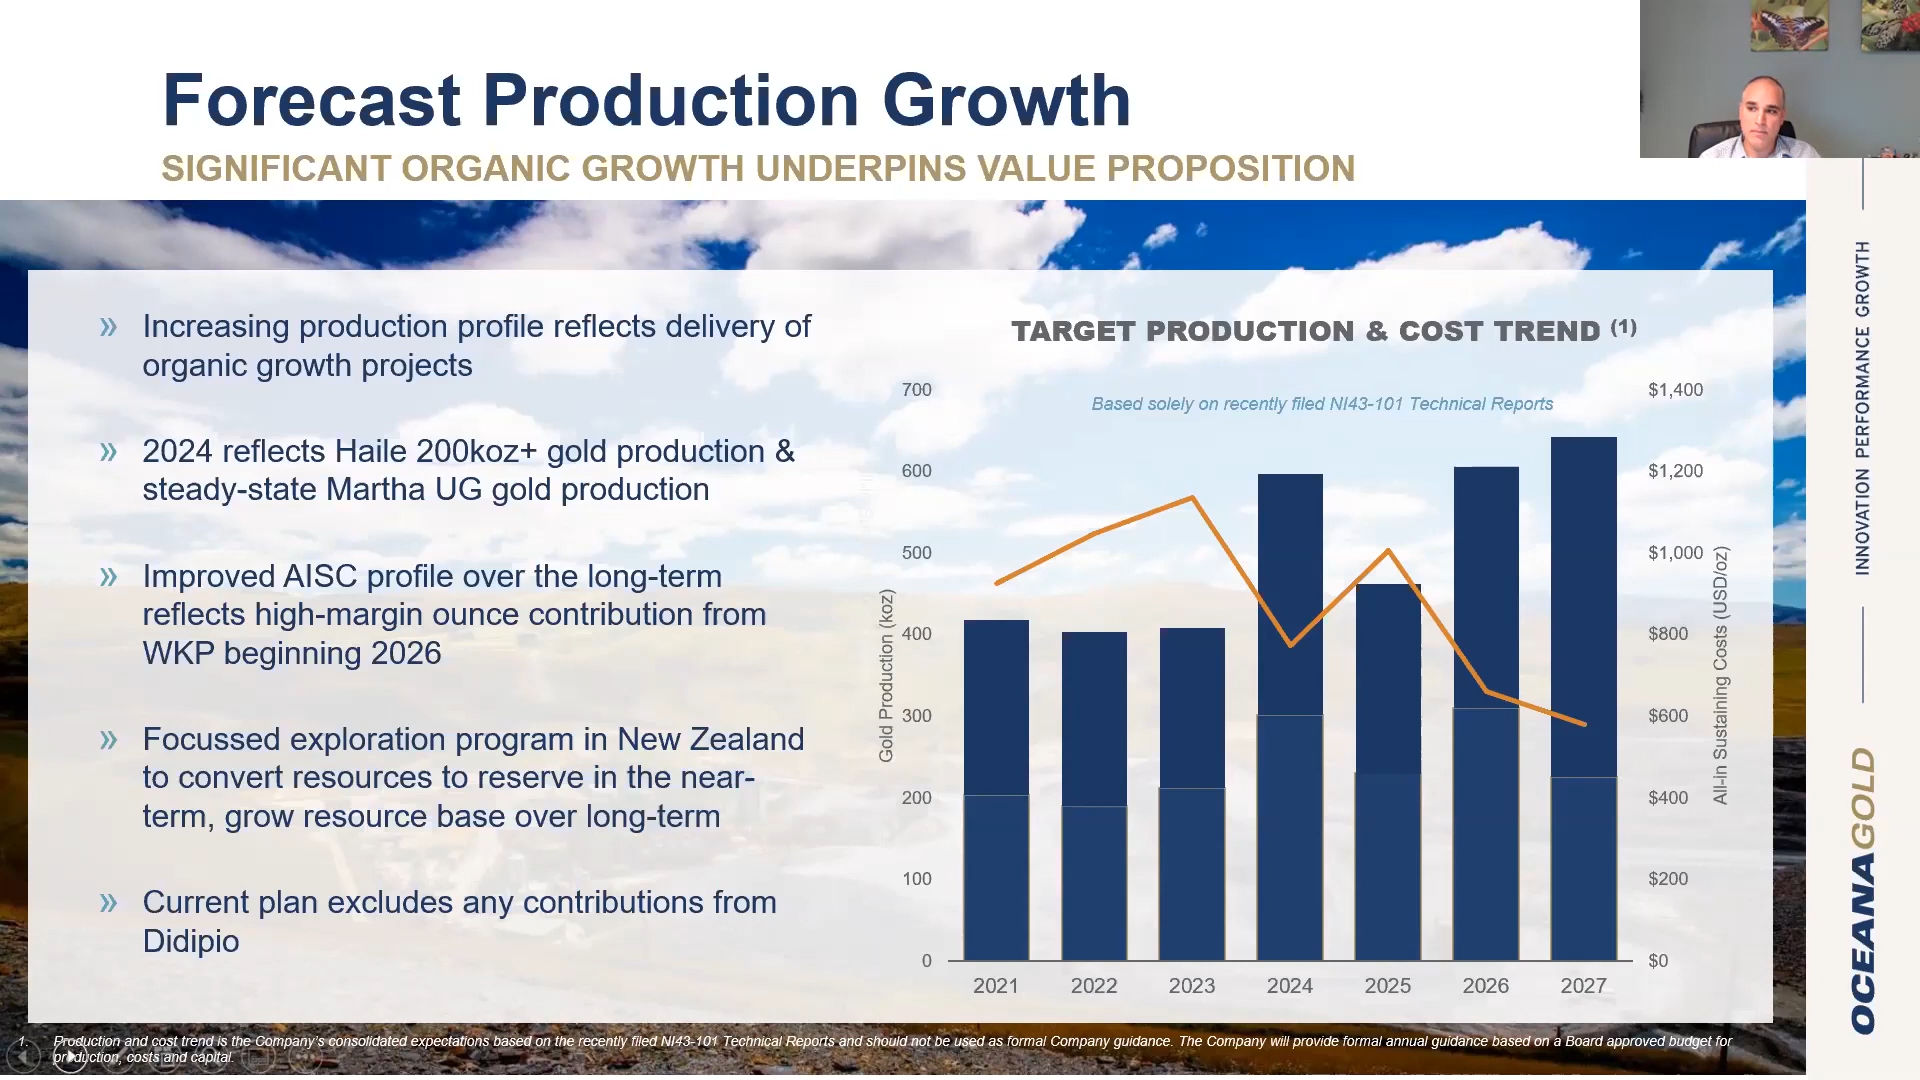 Forecast Production Growth
SIGNIFICANT ORGANIC GROWTH UNDERPINS VALUE PROPOSITION
» Increasing production profile reflects delivery of
organic growth projects
» 2024 reflects Haile 200koz+ gold production &
steady-state Martha UG gold production
» Improved AISC profile over the long-term
reflects high-margin ounce contribution from
WKP beginning 2026
» Focussed exploration program in New Zealand
to convert resources to reserve in the near-
term, grow resource base over long-term
» Current plan excludes any contributions from
Didipio
TARGET PRODUCTION & COST TREND (1)
Based solely on recently filed NI43-101 Technical Reports
Gold Production (koz)
700
600
500
400
300
200
100
0
$1,400
$1,200
$1,000
$800
$600
$400
$200
$0
All-in Sustaining Costs (USD/oz)
2021 2022 2023 2024 2025 2026 2027
INNOVATION PERFORMANCE GROWTH
OCEANAGOLD
1. Production and cost trend is the Company's consolidated expectations based on the recently filed NI43-101 Technical Reports and should not be used as formal Company guidance. The Company will provide formal annual guidance based on a Board approved budget for
production, costs and capital.